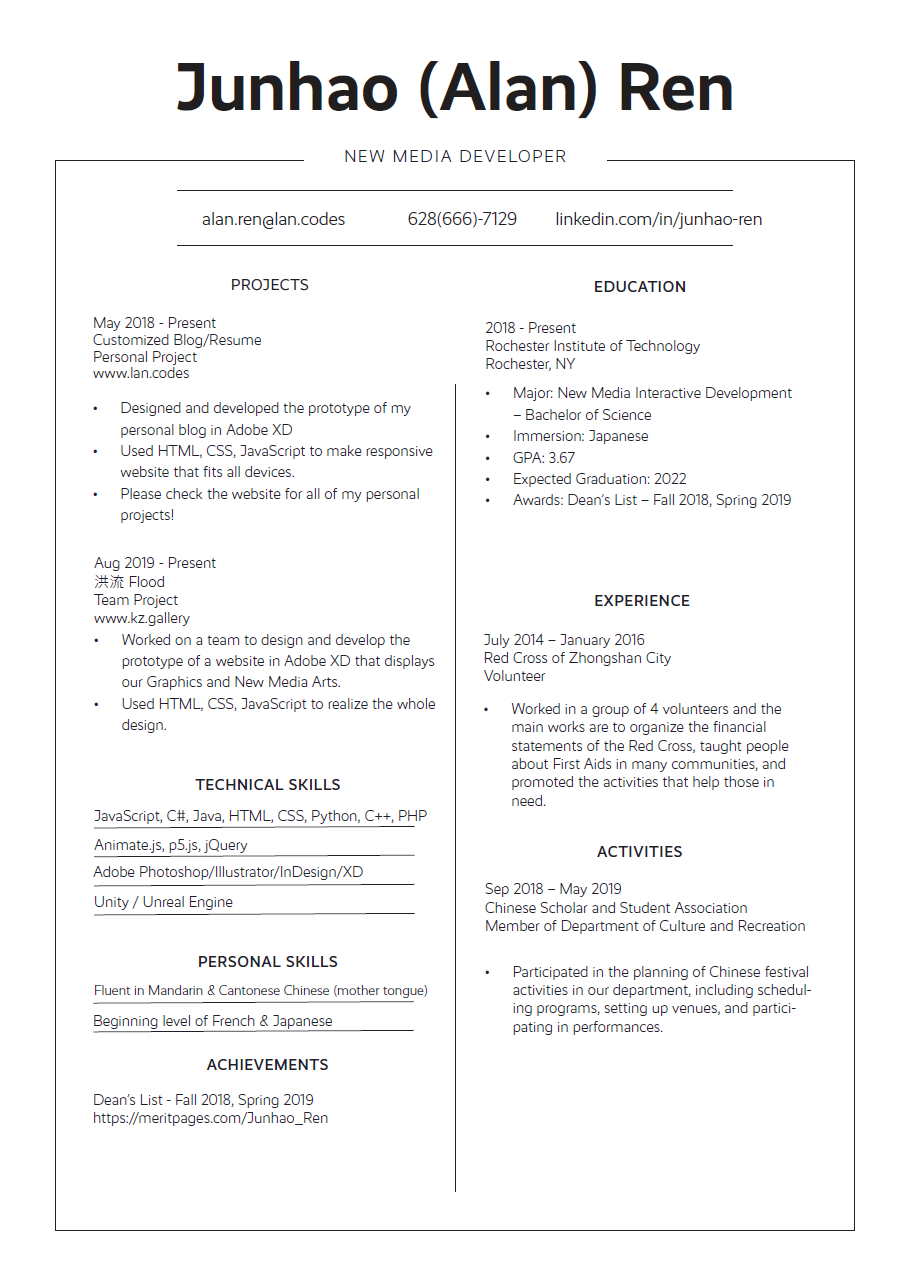 Junhao (Alan) Ren
NEW MEDIA DEVELOPER
alan.ren@lan.codes 628(666)-7129 linkedin.com/in/junhao-ren
PROJECTS
May 2018 - Present
Customized Blog/Resume
Personal Project
www.lan.codes
• Designed and developed the prototype of my
personal blog in Adobe XD
• Used HTML, CSS, JavaScript to make responsive
website that fits all devices.
• Please check the website for all of my personal
projects!
Aug 2019 - Present
洪流 Flood
Team Project
www.kz.gallery
• Worked on a team to design and develop the
prototype of a website in Adobe XD that displays
our Graphics and New Media Arts.
• Used HTML, CSS, JavaScript to realize the whole
design.
TECHNICAL SKILLS
JavaScript, C#, Java, HTML, CSS, Python, C++, PHP
Animate.js, p5.js, jQuery
Adobe Photoshop/Illustrator/InDesign/XD
Unity / Unreal Engine
PERSONAL SKILLS
Fluent in Mandarin & Cantonese Chinese (mother tongue)
Beginning level of French & Japanese
ACHIEVEMENTS
Dean's List - Fall 2018, Spring 2019
https://meritpages.com/Junhao_Ren
EDUCATION
2018 - Present
Rochester Institute of Technology
Rochester, NY
• Major: New Media Interactive Development
– Bachelor of Science
• Immersion: Japanese
• GPA: 3.67
• Expected Graduation: 2022
• Awards: Dean's List – Fall 2018, Spring 2019
EXPERIENCE
July 2014 – January 2016
Red Cross of Zhongshan City
Volunteer
• Worked in a group of 4 volunteers and the
main works are to organize the financial
statements of the Red Cross, taught people
about First Aids in many communities, and
promoted the activities that help those in
need.
ACTIVITIES
Sep 2018 – May 2019
Chinese Scholar and Student Association
Member of Department of Culture and Recreation
• Participated in the planning of Chinese festival
activities in our department, including schedul-
ing programs, setting up venues, and partici-
pating in performances.